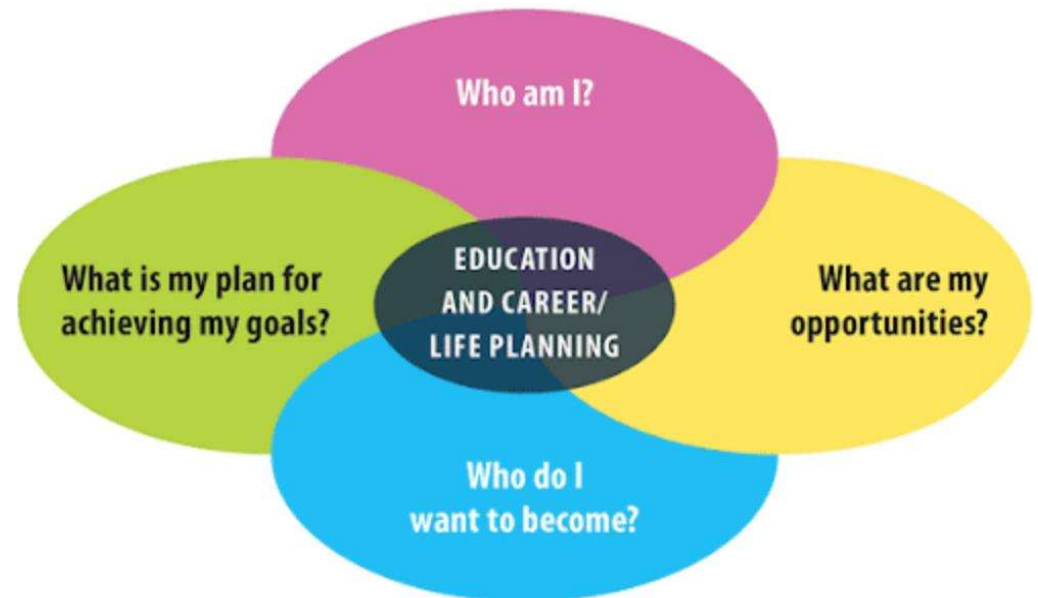 Who am I?
What is my plan for
achieving my goals?
EDUCATION
AND CAREER/
LIFE PLANNING
What are my
opportunities?
Who do I
want to become?